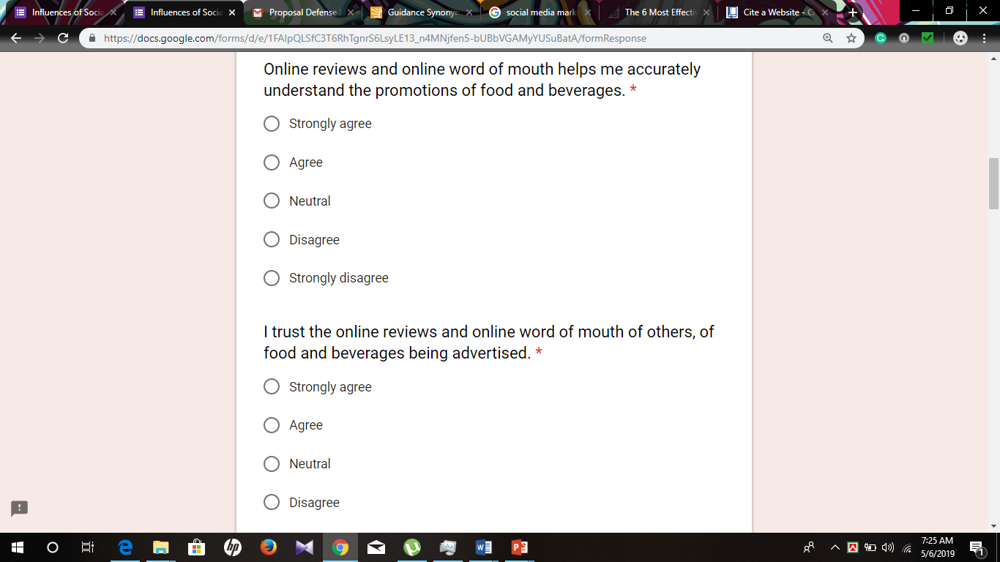 Influences of Socia
Influences of Socia
Proposal Defense
Guidance Synonym
social media mark
The 6 Most Effectiv
Cite a Website - C
https://docs.google.com/forms/d/e/1FAIpQLSfC3T6RhTgnrS6LsyLE13_n4MNjfen5-bUBbVGAMyYUSuBatA/formResponse
Online reviews and online word of mouth helps me accurately
understand the promotions of food and beverages. *
Strongly agree
Agree
Neutral
Disagree
Strongly disagree
I trust the online reviews and online word of mouth of others, of
food and beverages being advertised. *
Strongly agree
Agree
Neutral
Disagree
7:25 AM
5/6/2019
1